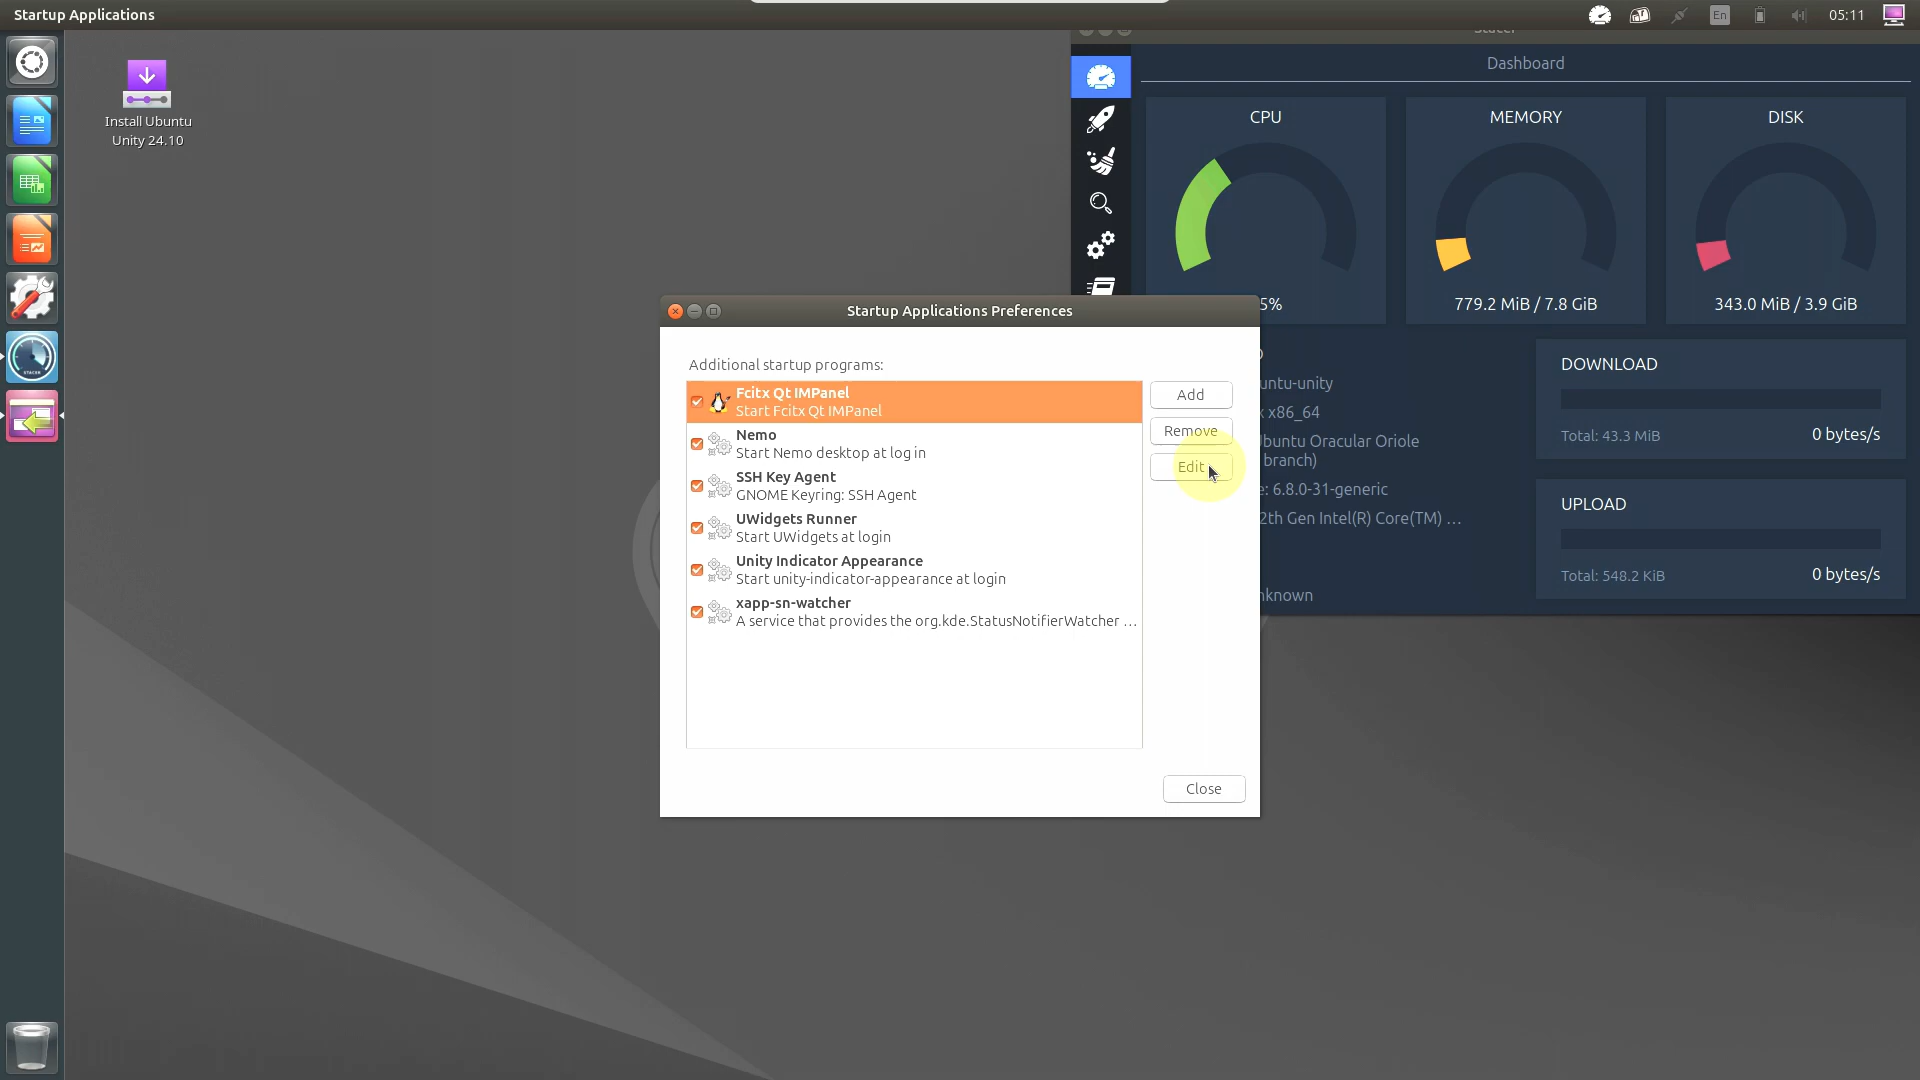 Startup Applications
En
05:11
Install Ubuntu
Unity 24.10
STACER
Dashboard
CPU
MEMORY
DISK
5%
779.2 MiB / 7.8 GiB
343.0 MiB / 3.9 GiB
untu-unity
x86_64
buntu Oracular Oriole
branch)
e: 6.8.0-31-generic
2th Gen Intel(R) Core(TM) ...
nknown
DOWNLOAD
Total: 43.3 MiB
0 bytes/s
UPLOAD
Total: 548.2 KiB
0 bytes/s
Startup Applications Preferences
Additional startup programs:
Fcitx Qt IMPanel
Start Fcitx Qt IMPanel
Nemo
Start Nemo desktop at log in
SSH Key Agent
GNOME Keyring: SSH Agent
UWidgets Runner
Start UWidgets at login
Unity Indicator Appearance
Start unity-indicator-appearance at login
xapp-sn-watcher
A service that provides the org.kde.StatusNotifierWatcher ...
Add
Remove
Edit
Close